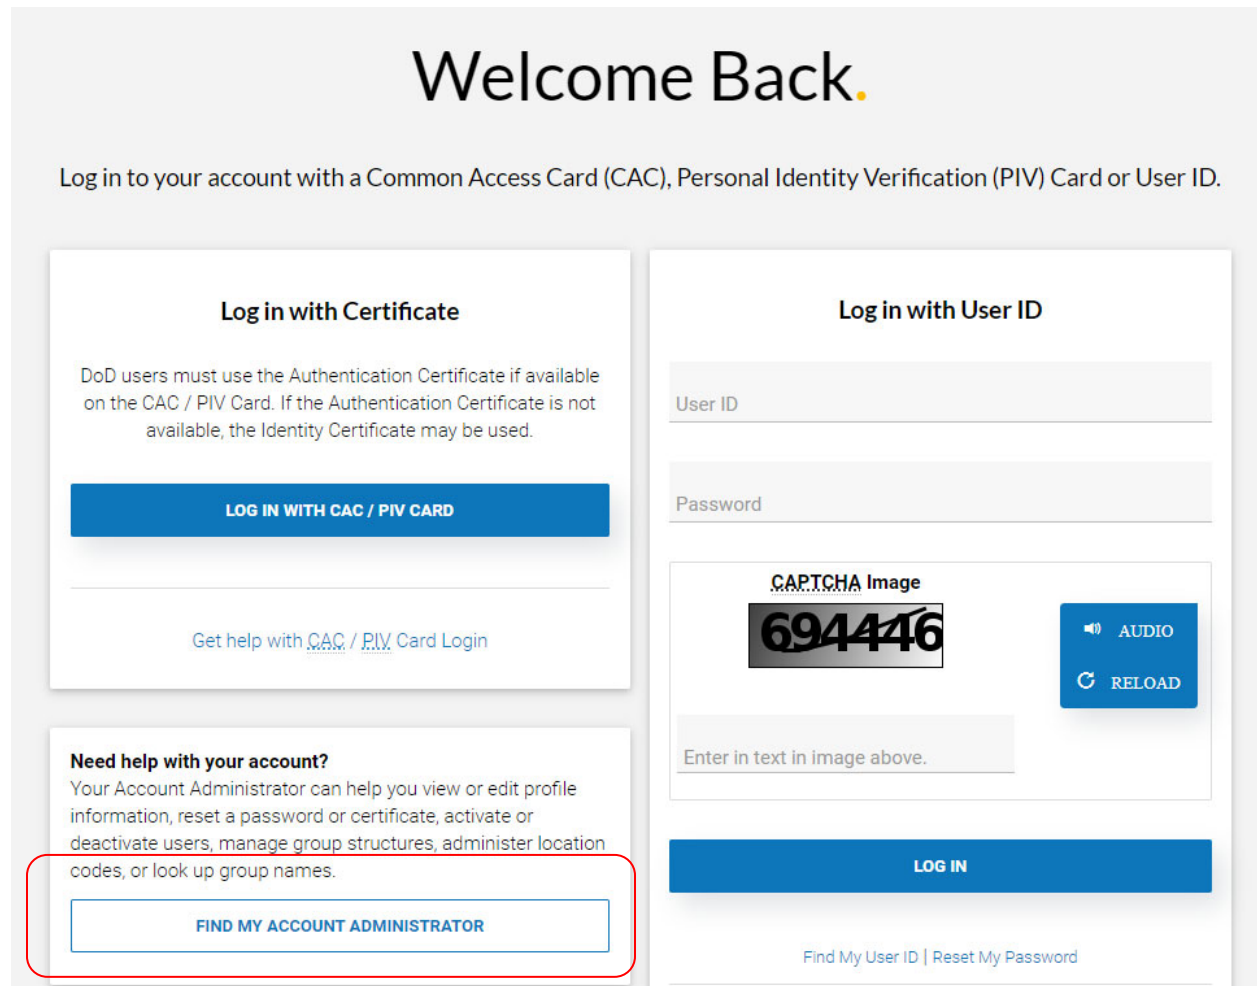 Welcome Back.
Log in to your account with a Common Access Card (CAC), Personal Identity Verification (PIV) Card or User ID.
Log in with Certificate
DoD users must use the Authentication Certificate if available
on the CAC / PIV Card. If the Authentication Certificate is not
available, the Identity Certificate may be used.
LOG IN WITH CAC / PIV CARD
Get help with CAC / PIV Card Login
Need help with your account?
Your Account Administrator can help you view or edit profile
information, reset a password or certificate, activate or
deactivate users, manage group structures, administer location
codes, or look up group names.
FIND MY ACCOUNT ADMINISTRATOR
Log in with User ID
User ID
Password
CAPTCHA Image
694446
AUDIO
RELOAD
Enter in text in image above.
LOG IN
Find My User ID | Reset My Password